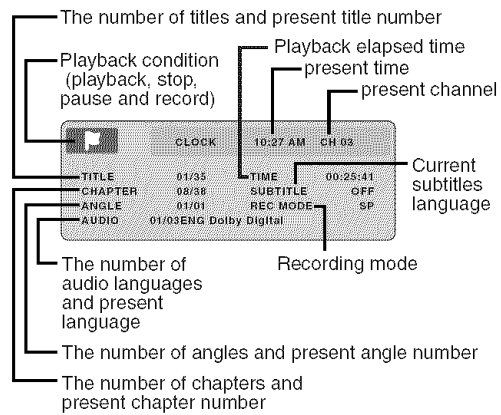 The number of titles and present title number
Playback elapsed time
Playback condition
(playback, stop,
pause and record)
present time
present channel
CLOCK 10:27 AM CH 03
TITLE 01/35 TIME 00:25:41
CHAPTER 08/38 SUBTITLE OFF
ANGLE 01/01 REC MODE SP
AUDIO 01/03ENG Dolby Digital
Current
subtitles
language
The number of
audio languages
and present
language
Recording mode
The number of angles and present angle number
The number of chapters and
present chapter number